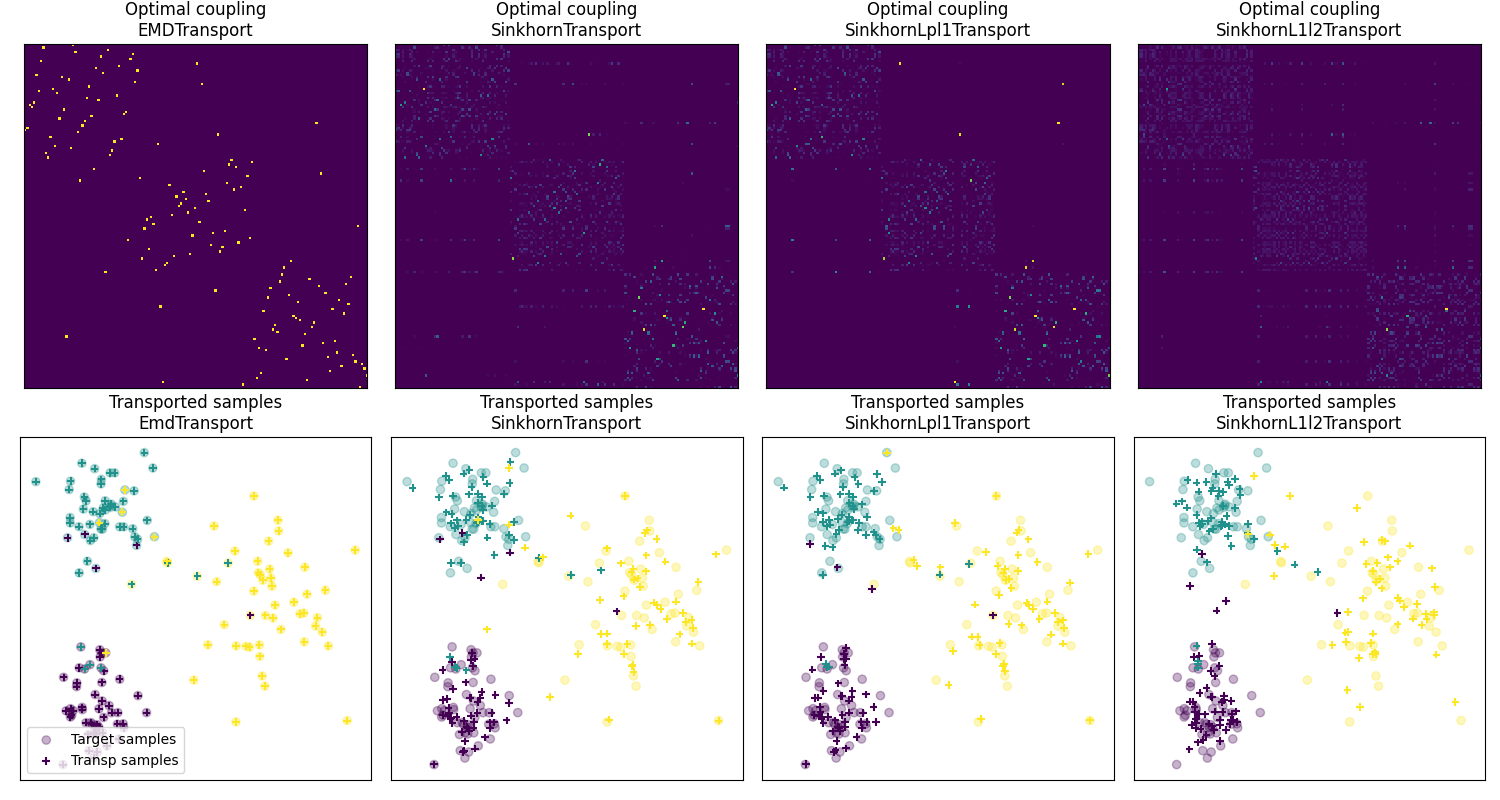 Optimal coupling
EMDTransport
Optimal coupling
SinkhornTransport
Optimal coupling
SinkhornLpl1Transport
Optimal coupling
SinkhornL1l2Transport
Transported samples
EmdTransport
Transported samples
SinkhornTransport
Transported samples
SinkhornLpl1Transport
Transported samples
SinkhornL1l2Transport
Target samples
Transp samples